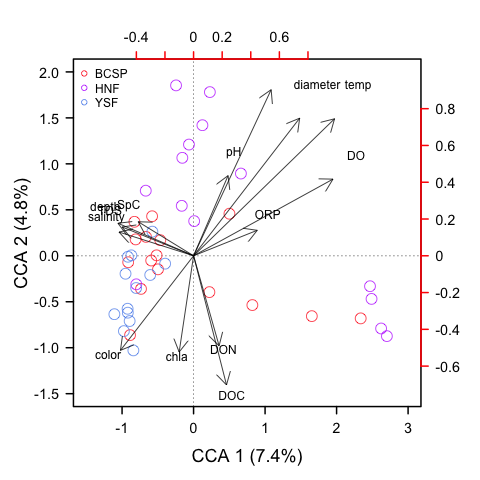 -0.4 0 0.2 0.6
BCSP
HNF
YSF
diameter temp
pH
DO
depth
SpC
salinity
ORP
color
chla
DON
DOC
2.0
1.5
1.0
0.5
0.0
-0.5
-1.0
-1.5
0.8
0.6
0.4
0.2
0
-0.2
-0.4
-0.6
CCA 2 (4.8%)
-1 0 1 2 3
CCA 1 (7.4%)